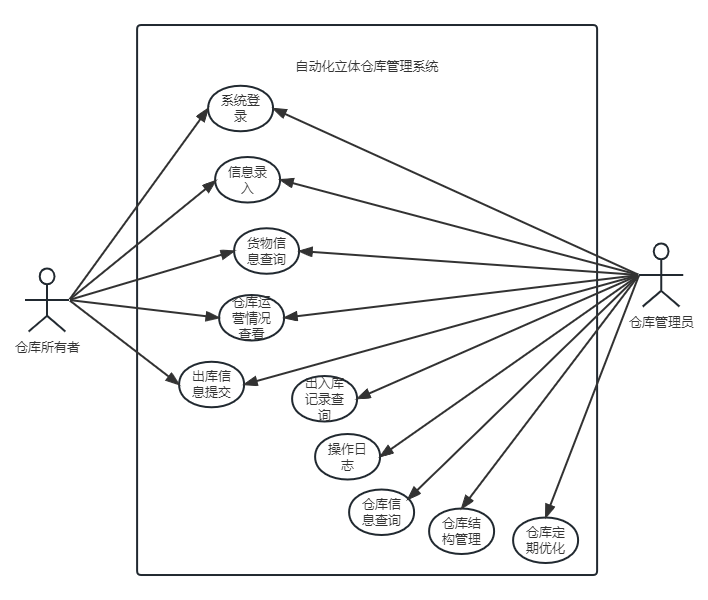 自动化立体仓库管理系统
系统登
录
信息录
入
货物信
息查询
仓库运
营情况
查看
出库信
息提交
出入库
记录查
询
操作日
志
仓库信
息查询
仓库结
构管理
仓库定
期优化
仓库所有者
仓库管理员